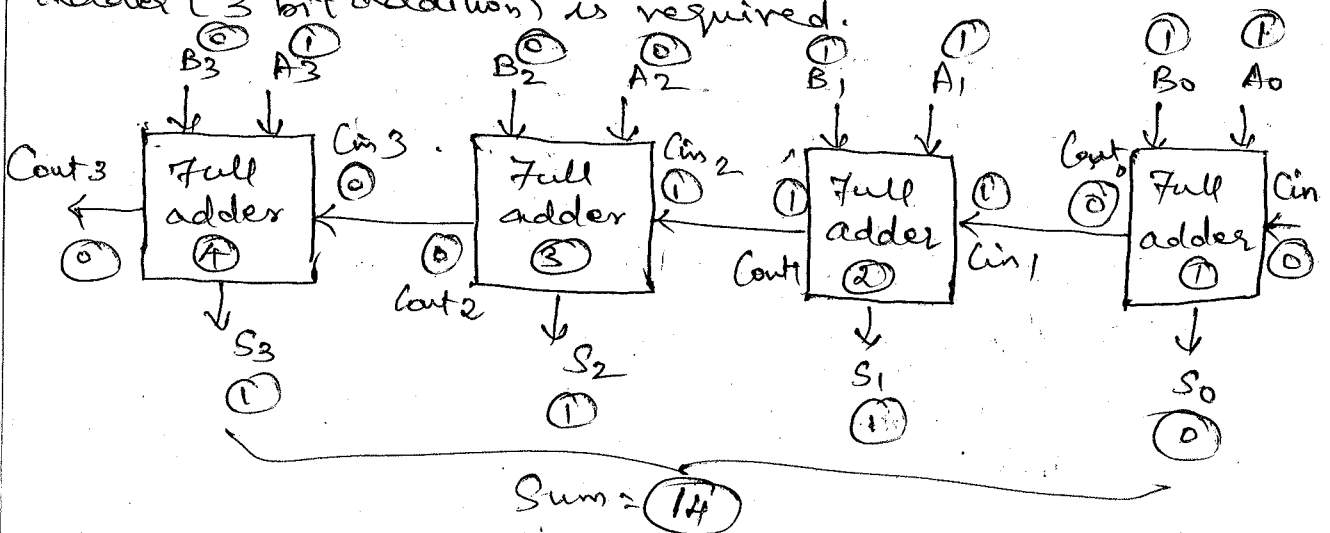 adder (3 bit addition) is required.
0 1 0 0 1 1 1 1
B3 A3 B2 A2 B1 A1 B0 A0
Cout3 Full adder 4 Cin3 Full adder 3 Cin2 Full adder 2 Cin1 Cout0 Full adder 1 Cin
0 0 0 1 1 1 0 0
Cout2 Cout1
S3 S2 S1 S0
1 1 1 0
Sum = 14